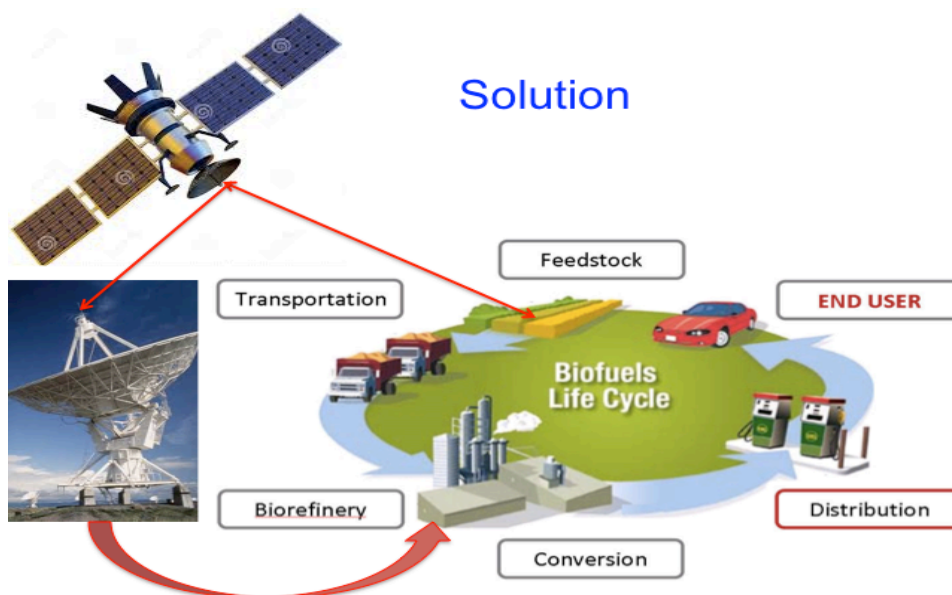 Solution
Feedstock
Transportation
END USER
Biofuels
Life Cycle
Biorefinery
Distribution
Conversion